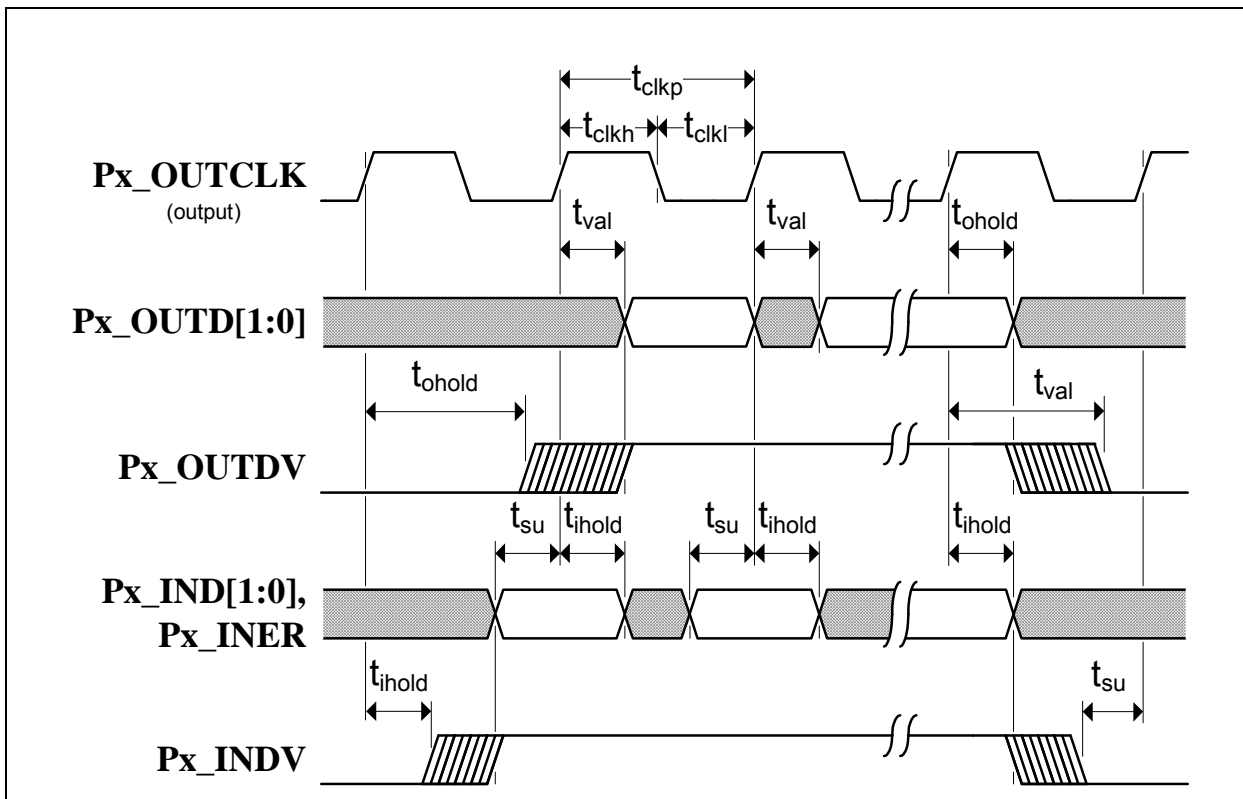 tclkp
tclkh tclkl
Px_OUTCLK
(output)
tval tval tohold
Px_OUTD[1:0]
tohold tval
Px_OUTDV
tsu tihold tsu tihold tihold
Px_IND[1:0],
Px_INER
tihold tsu
Px_INDV